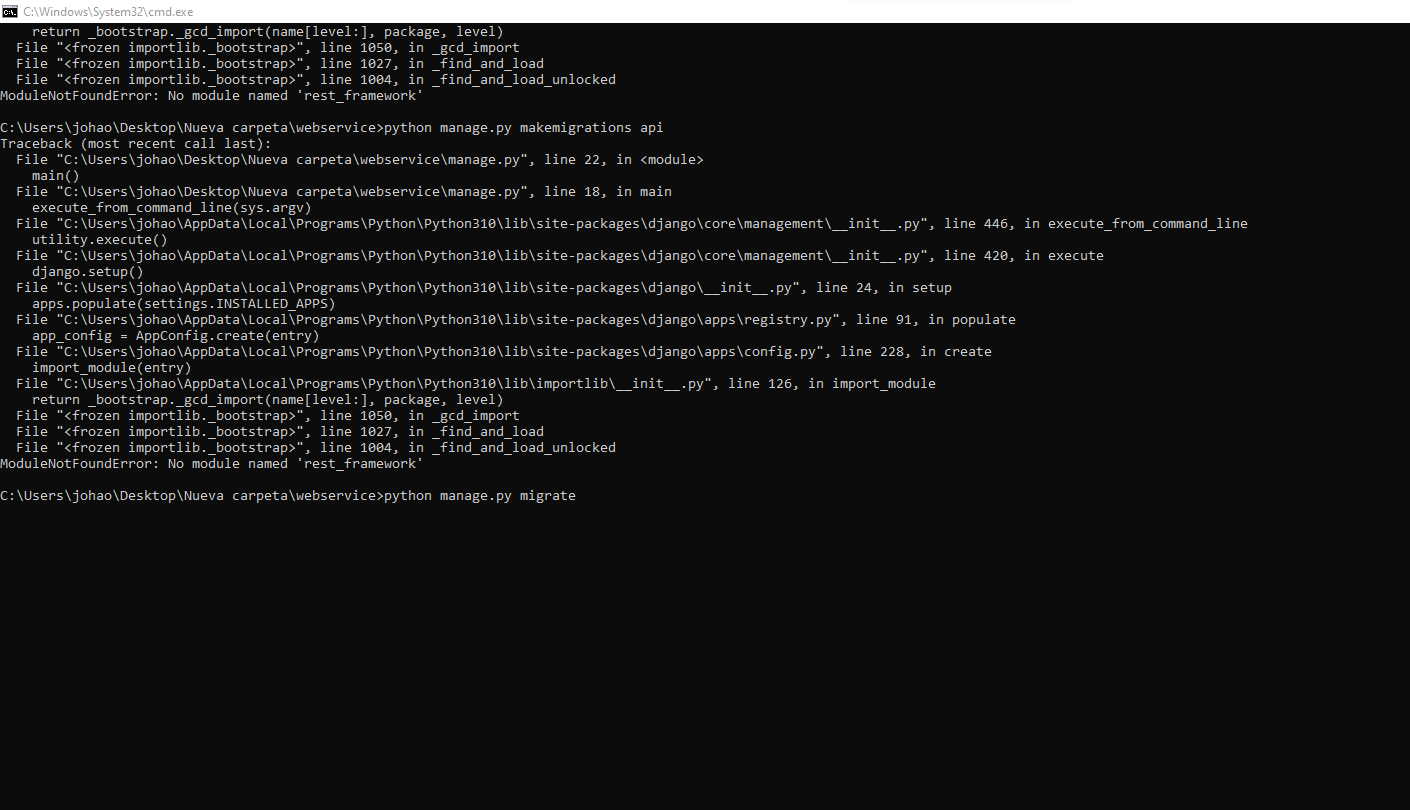 C:\Windows\System32\cmd.exe
return _bootstrap._gcd_import(name[level:], package, level)
File "<frozen importlib._bootstrap>", line 1050, in _gcd_import
File "<frozen importlib._bootstrap>", line 1027, in _find_and_load
File "<frozen importlib._bootstrap>", line 1004, in _find_and_load_unlocked
ModuleNotFoundError: No module named 'rest_framework'
C:\Users\johao\Desktop\Nueva carpeta\webservice>python manage.py makemigrations api
Traceback (most recent call last):
File "C:\Users\johao\Desktop\Nueva carpeta\webservice\manage.py", line 22, in <module>
main()
File "C:\Users\johao\Desktop\Nueva carpeta\webservice\manage.py", line 18, in main
execute_from_command_line(sys.argv)
File "C:\Users\johao\AppData\Local\Programs\Python\Python310\lib\site-packages\django\core\management\__init__.py", line 446, in execute_from_command_line
utility.execute()
File "C:\Users\johao\AppData\Local\Programs\Python\Python310\lib\site-packages\django\core\management\__init__.py", line 420, in execute
django.setup()
File "C:\Users\johao\AppData\Local\Programs\Python\Python310\lib\site-packages\django\__init__.py", line 24, in setup
apps.populate(settings.INSTALLED_APPS)
File "C:\Users\johao\AppData\Local\Programs\Python\Python310\lib\site-packages\django\apps\registry.py", line 91, in populate
app_config = AppConfig.create(entry)
File "C:\Users\johao\AppData\Local\Programs\Python\Python310\lib\site-packages\django\apps\config.py", line 228, in create
import_module(entry)
File "C:\Users\johao\AppData\Local\Programs\Python\Python310\lib\importlib\__init__.py", line 126, in import_module
return _bootstrap._gcd_import(name[level:], package, level)
File "<frozen importlib._bootstrap>", line 1050, in _gcd_import
File "<frozen importlib._bootstrap>", line 1027, in _find_and_load
File "<frozen importlib._bootstrap>", line 1004, in _find_and_load_unlocked
ModuleNotFoundError: No module named 'rest_framework'
C:\Users\johao\Desktop\Nueva carpeta\webservice>python manage.py migrate